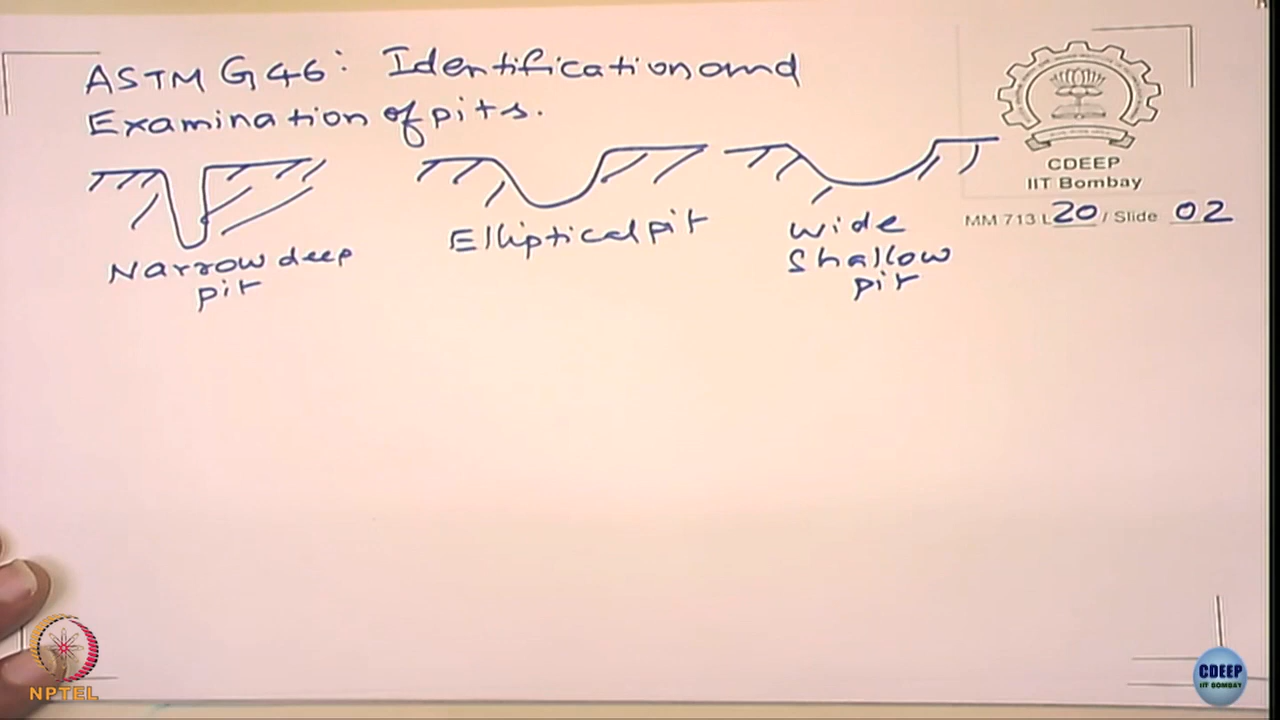 ASTM G46: Identification and
Examination of pits.
CDEEP
IIT Bombay
MM 713 L 20 / Slide 02
Narrow deep
pit
Elliptical pit
Wide
Shallow
pit
NPTEL
CDEEP
IIT BOMBAY